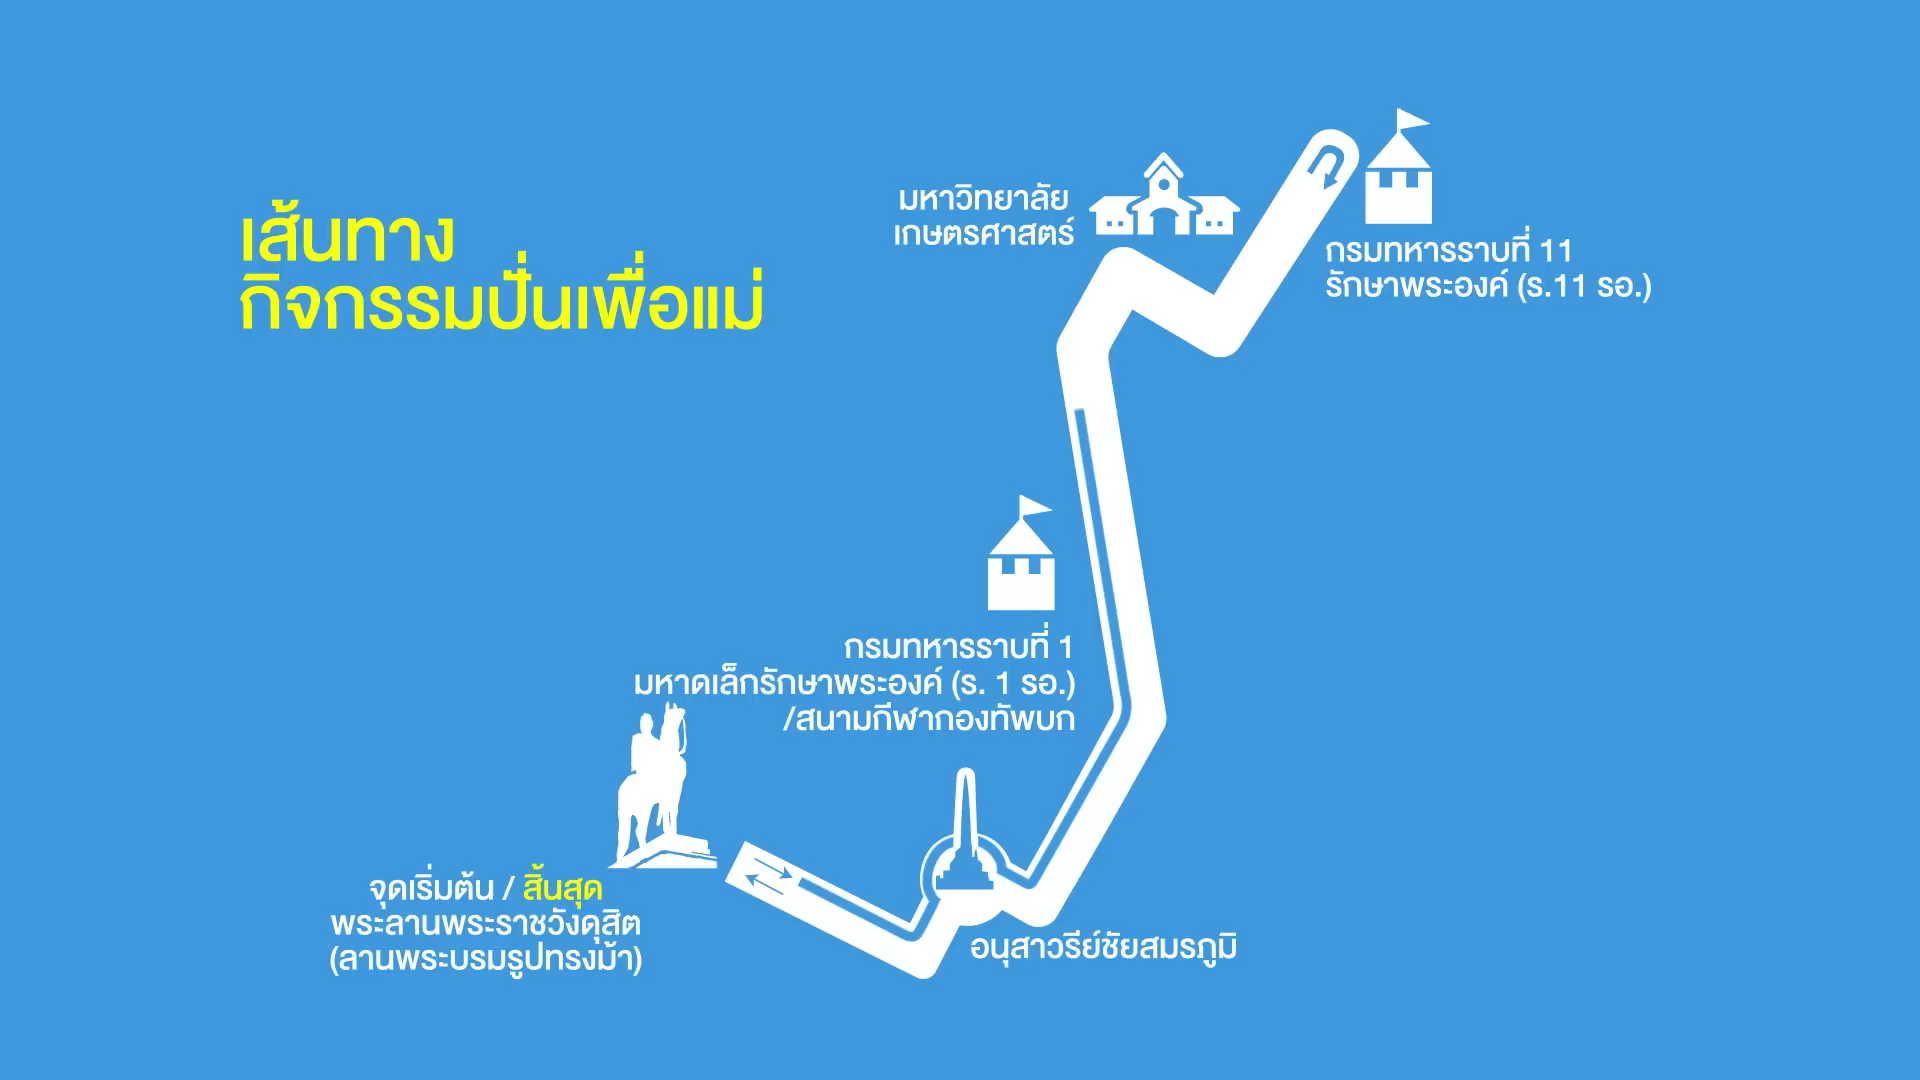 เส้นทาง
กิจกรรมปั่นเพื่อแม่
มหาวิทยาลัย
เกษตรศาสตร์
กรมทหารราบที่ 11
รักษาพระองค์ (ร.11 รอ.)
กรมทหารราบที่ 1
มหาดเล็กรักษาพระองค์ (ร. 1 รอ.)
/สนามกีฬากองทัพบก
จุดเริ่มต้น / สิ้นสุด
พระลานพระราชวังดุสิต
(ลานพระบรมรูปทรงม้า)
อนุสาวรีย์ชัยสมรภูมิ